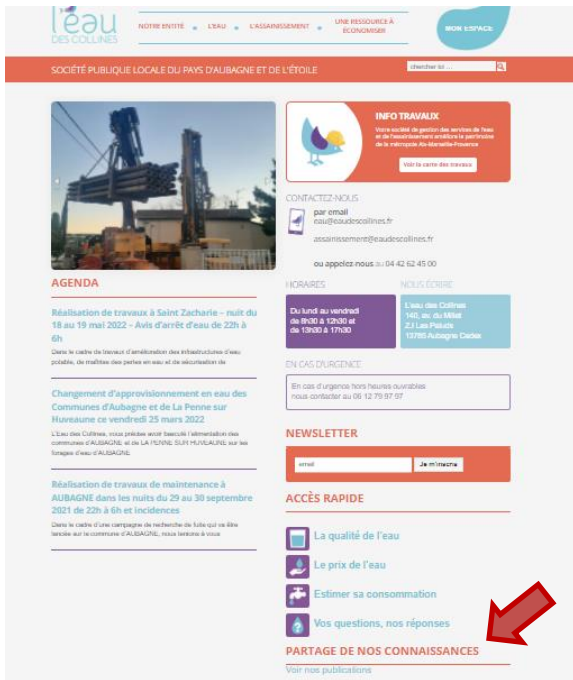 l'eau
DES COLLINES
NOTRE ENTITÉ
L'EAU
L'ASSAINISSEMENT
UNE RESSOURCE À
ÉCONOMISER
MON ESPACE
SOCIÉTÉ PUBLIQUE LOCALE DU PAYS D'AUBAGNE ET DE L'ÉTOILE
chercher ici ...
INFO TRAVAUX
Votre société de gestion des services de l'eau
et de l'assainissement améliore le patrimoine
de la métropole Aix-Marseille-Provence
Voir la carte des travaux
CONTACTEZ-NOUS
par email
eau@eaudescollines.fr
assainissement@eaudescollines.fr
ou appelez-nous au 04 42 62 45 00
HORAIRES
Du lundi au vendredi
de 8h30 à 12h30 et
de 13h30 à 17h30
NOUS ÉCRIRE
L'eau des Collines
140, av. du Millet
Z.I Les Paluds
13785 Aubagne Cedex
EN CAS D'URGENCE
En cas d'urgence hors heures ouvrables
nous contacter au 06 12 79 97 57
NEWSLETTER
email
Je m'inscris
ACCÈS RAPIDE
La qualité de l'eau
Le prix de l'eau
Estimer sa consommation
Vos questions, nos réponses
PARTAGE DE NOS CONNAISSANCES
Voir nos publications
AGENDA
Réalisation de travaux à Saint Zacharie – nuit du
18 au 19 mai 2022 – Avis d'arrêt d'eau de 22h à
6h
Dans le cadre de travaux d'amélioration des infrastructures d'eau
potable, de maîtrise des pertes en eau et de sécurisation de
Changement d'approvisionnement en eau des
Communes d'Aubagne et de La Penne sur
Huveaune ce vendredi 25 mars 2022
L'Eau des Collines, vous précise avoir basculé l'alimentation des
communes d'AUBAGNE et de LA PENNE SUR HUVEAUNE sur les
forages d'eau d'AUBAGNE
Réalisation de travaux de maintenance à
AUBAGNE dans les nuits du 29 au 30 septembre
2021 de 22h à 6h et incidences
Dans le cadre d'une campagne de recherche de fuite qui va être
lancée sur la commune d'AUBAGNE, nous tenions à vous